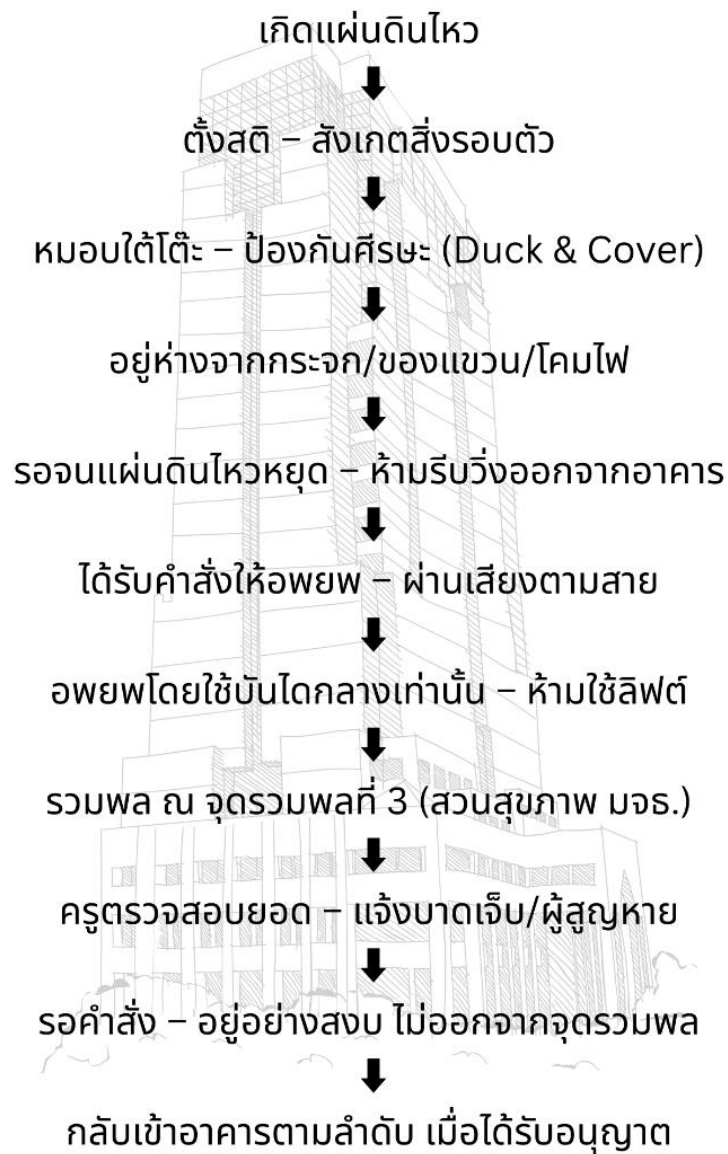 เกิดแผ่นดินไหว
ตั้งสติ – สังเกตสิ่งรอบตัว
หมอบใต้โต๊ะ – ป้องกันศีรษะ (Duck & Cover)
อยู่ห่างจากกระจก/ของแขวน/โคมไฟ
รอจนแผ่นดินไหวหยุด – ห้ามรีบวิ่งออกจากอาคาร
ได้รับคำสั่งให้อพยพ – ผ่านเสียงตามสาย
อพยพโดยใช้บันไดกลางเท่านั้น – ห้ามใช้ลิฟต์
รวมพล ณ จุดรวมพลที่ 3 (สวนสุขภาพ มจธ.)
ครูตรวจสอบยอด – แจ้งบาดเจ็บ/ผู้สูญหาย
รอคำสั่ง – อยู่อย่างสงบ ไม่ออกจากจุดรวมพล
กลับเข้าอาคารตามลำดับ เมื่อได้รับอนุญาต